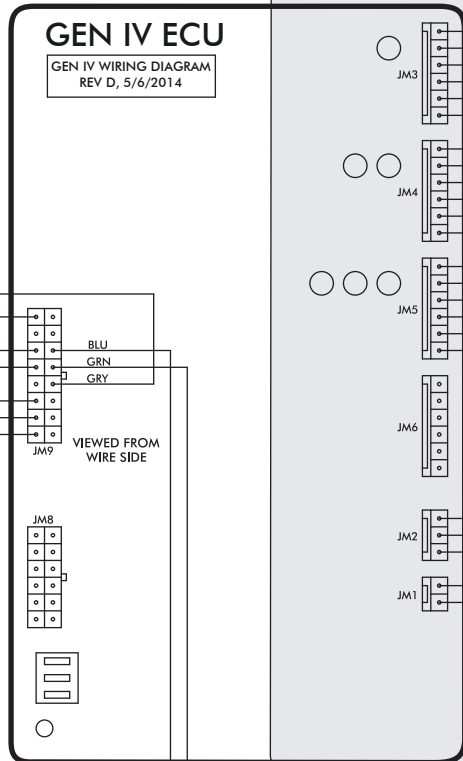 GEN IV ECU
GEN IV WIRING DIAGRAM
REV D, 5/6/2014
JM3
JM4
JM5
BLU
GRN
GRY
JM9
VIEWED FROM
WIRE SIDE
JM6
JM8
JM2
JM1